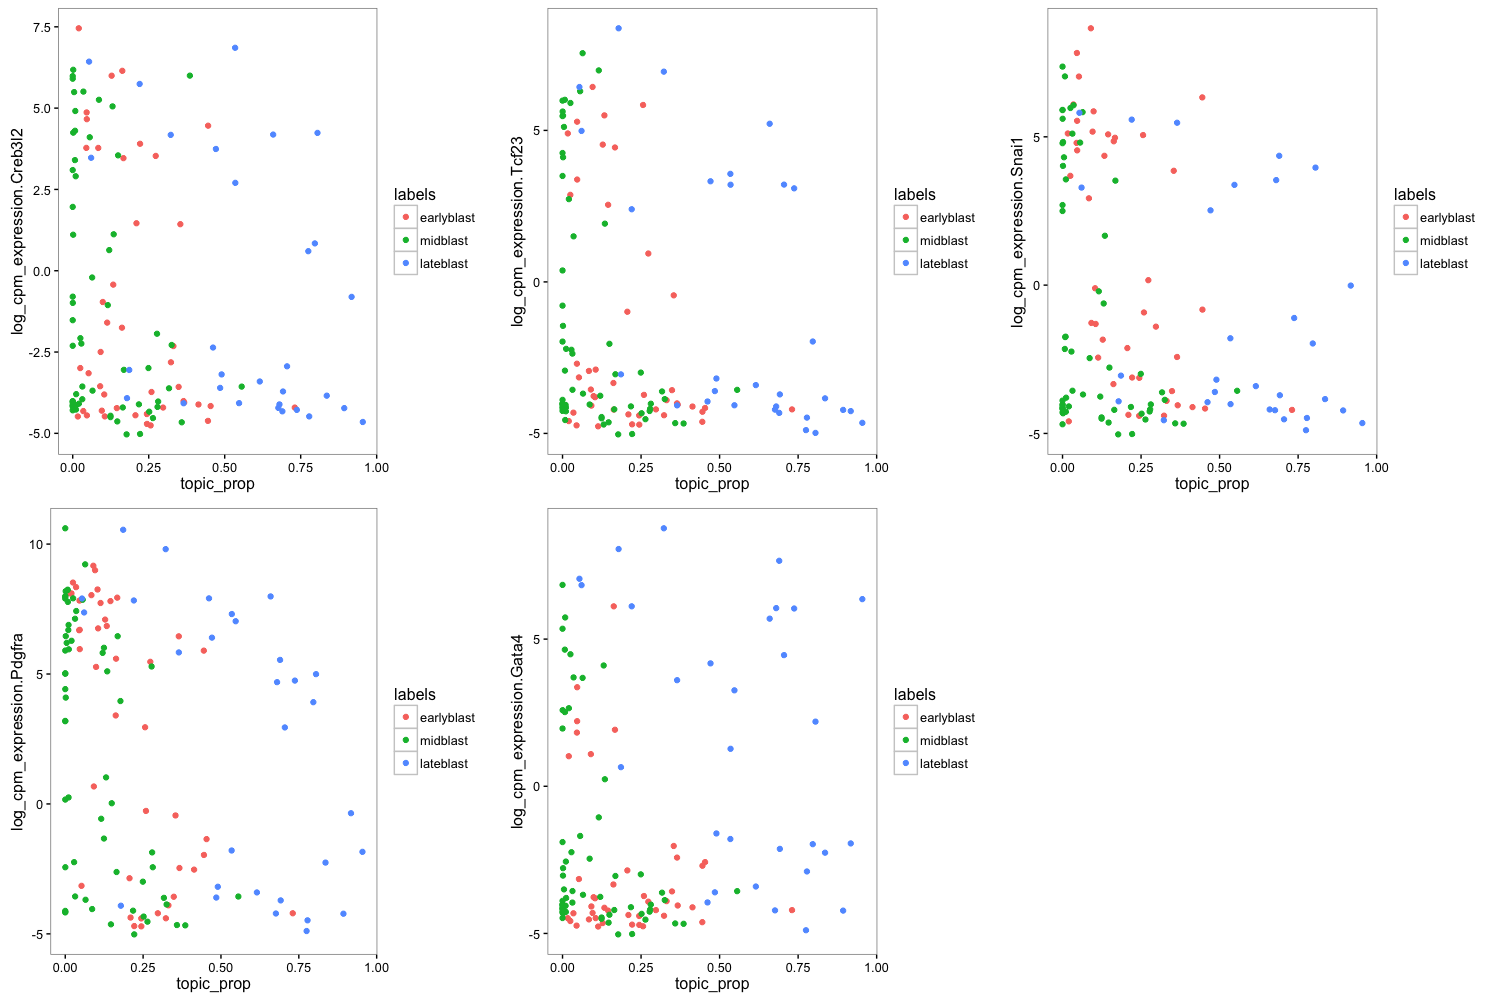 log_cpm_expression.Creb3l2
7.5
5.0
2.5
0.0
-2.5
-5.0
0.00 0.25 0.50 0.75 1.00
topic_prop
labels
earlyblast
midblast
lateblast
log_cpm_expression.Tcf23
5
0
-5
0.00 0.25 0.50 0.75 1.00
topic_prop
labels
earlyblast
midblast
lateblast
log_cpm_expression.Snai1
5
0
-5
0.00 0.25 0.50 0.75 1.00
topic_prop
labels
earlyblast
midblast
lateblast
log_cpm_expression.Pdgfra
10
5
0
-5
0.00 0.25 0.50 0.75 1.00
topic_prop
labels
earlyblast
midblast
lateblast
log_cpm_expression.Gata4
5
0
-5
0.00 0.25 0.50 0.75 1.00
topic_prop
labels
earlyblast
midblast
lateblast